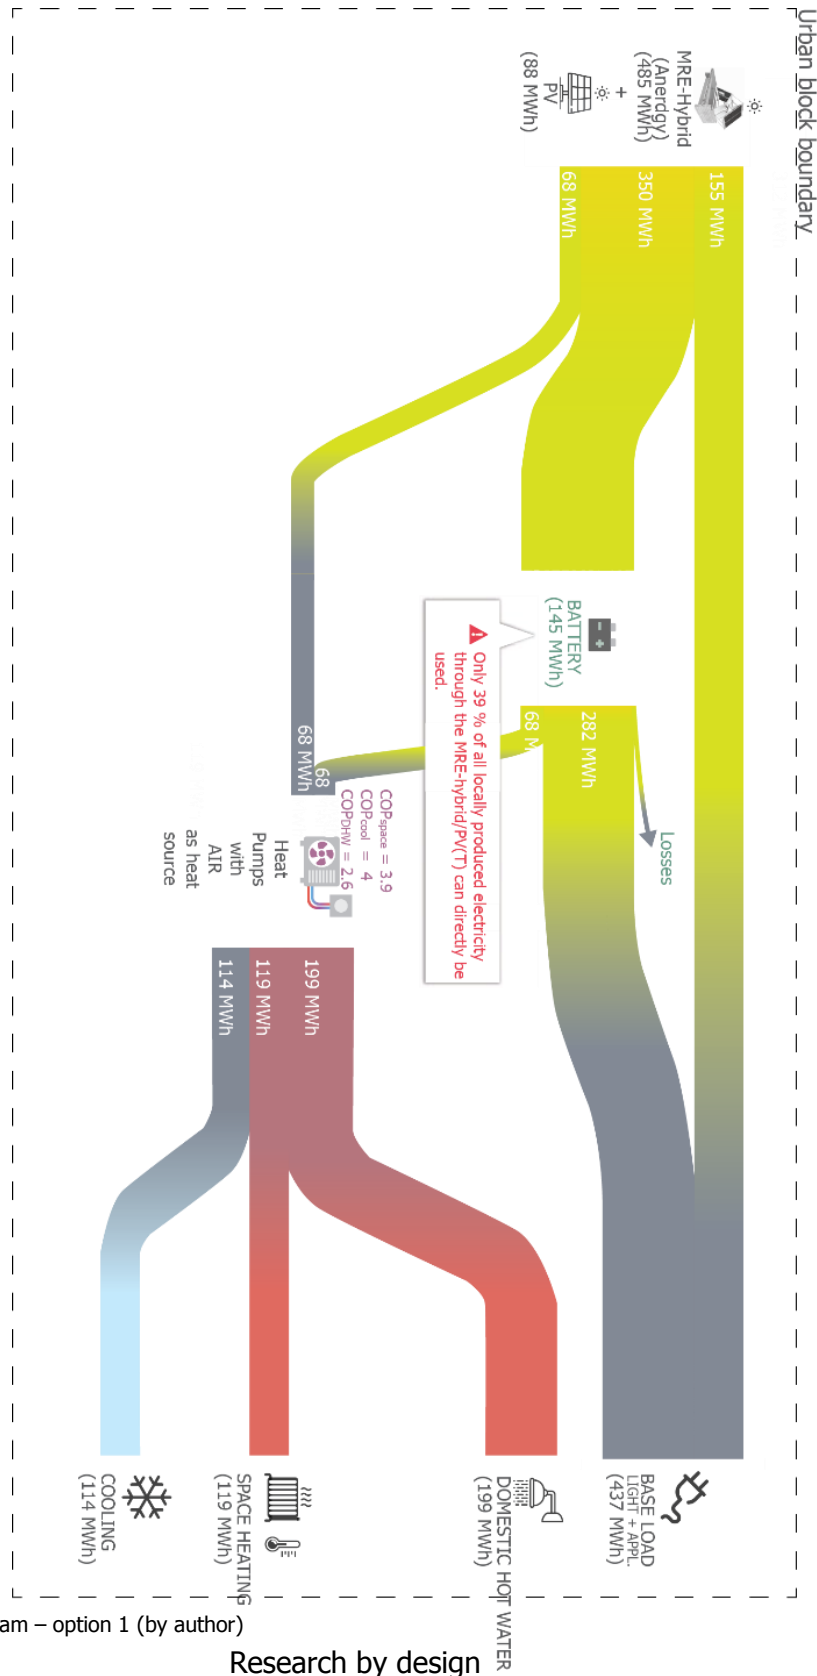 Urban block boundary
MRE-Hybrid
(Anerdgy)
(485 MWh)
+
PV
(88 MWh)
155 MWh
350 MWh
68 MWh
BATTERY
(145 MWh)
Only 39 % of all locally produced electricity
through the MRE-hybrid/PV(T) can directly be
used.
282 MWh
68 M
Losses
68 MWh
68
COPspace = 3.9
COPcool = 4
COPDHW = 2.6
Heat
Pumps
with
AIR
as heat
source
199 MWh
119 MWh
114 MWh
BASE LOAD
LIGHT + APPL.
(437 MWh)
DOMESTIC HOT WATER
(199 MWh)
SPACE HEATING
(119 MWh)
COOLING
(114 MWh)
am – option 1 (by author)
Research by design